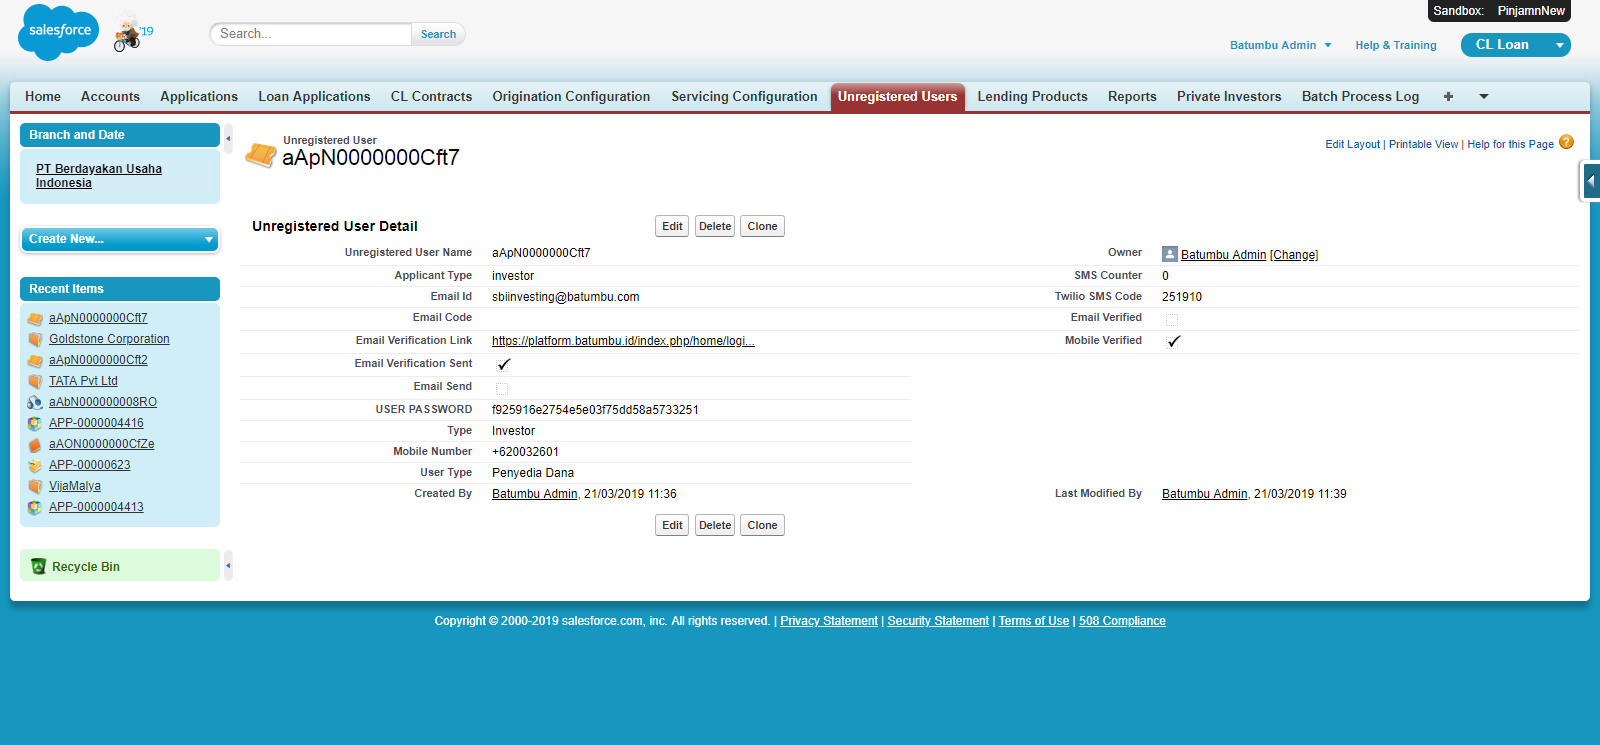 Sandbox: PinjamnNew
salesforce
'19
Search...
Search
Batumbu Admin
Help & Training
CL Loan
Home Accounts Applications Loan Applications CL Contracts Origination Configuration Servicing Configuration Unregistered Users Lending Products Reports Private Investors Batch Process Log +
Branch and Date
PT Berdayakan Usaha
Indonesia
Create New...
Recent Items
aApN0000000Cft7
Goldstone Corporation
aApN0000000Cft2
TATA Pvt Ltd
aAbN000000008RO
APP-0000004416
aAON0000000CfZe
APP-00000623
VijaMalya
APP-0000004413
Recycle Bin
Unregistered User
aApN0000000Cft7
Edit Layout | Printable View | Help for this Page ?
Unregistered User Detail
Edit Delete Clone
Unregistered User Name aApN0000000Cft7 Owner Batumbu Admin [Change]
Applicant Type investor SMS Counter 0
Email Id sbiinvesting@batumbu.com Twilio SMS Code 251910
Email Code Email Verified
Email Verification Link https://platform.batumbu.id/index.php/home/logi... Mobile Verified ✓
Email Verification Sent ✓
Email Send
USER PASSWORD f925916e2754e5e03f75dd58a5733251
Type Investor
Mobile Number +620032601
User Type Penyedia Dana
Created By Batumbu Admin, 21/03/2019 11:36 Last Modified By Batumbu Admin, 21/03/2019 11:39
Edit Delete Clone
Copyright © 2000-2019 salesforce.com, inc. All rights reserved. | Privacy Statement | Security Statement | Terms of Use | 508 Compliance